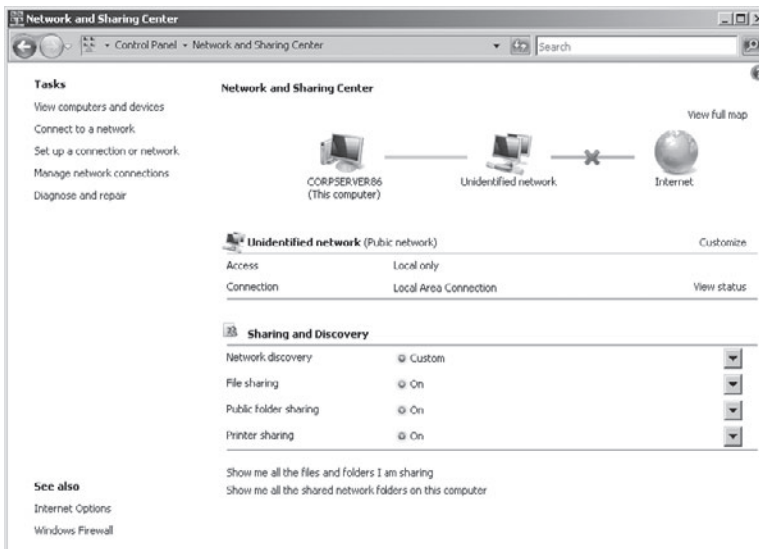 Network and Sharing Center
Control Panel
Network and Sharing Center
Search
Tasks
View computers and devices
Connect to a network
Set up a connection or network
Manage network connections
Diagnose and repair
Network and Sharing Center
View full map
CORPSERVER86
(This computer)
Unidentified network
Internet
Unidentified network (Pubic network)
Customize
Access Local only
Connection Local Area Connection View status
Sharing and Discovery
Network discovery Custom
File sharing On
Public folder sharing On
Printer sharing On
Show me all the files and folders I am sharing
Show me all the shared network folders on this computer
See also
Internet Options
Windows Firewall